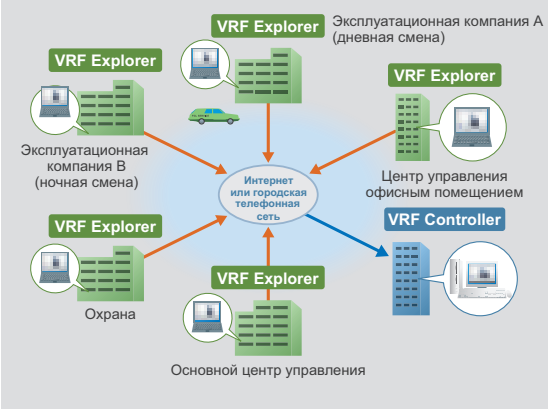 VRF Explorer
Эксплуатационная компания А
(дневная смена)
VRF Explorer
Эксплуатационная
компания В
(ночная смена)
VRF Explorer
Центр управления
офисным помещением
Интернет
или городская
телефонная
сеть
VRF Controller
VRF Explorer
Охрана
VRF Explorer
Основной центр управления